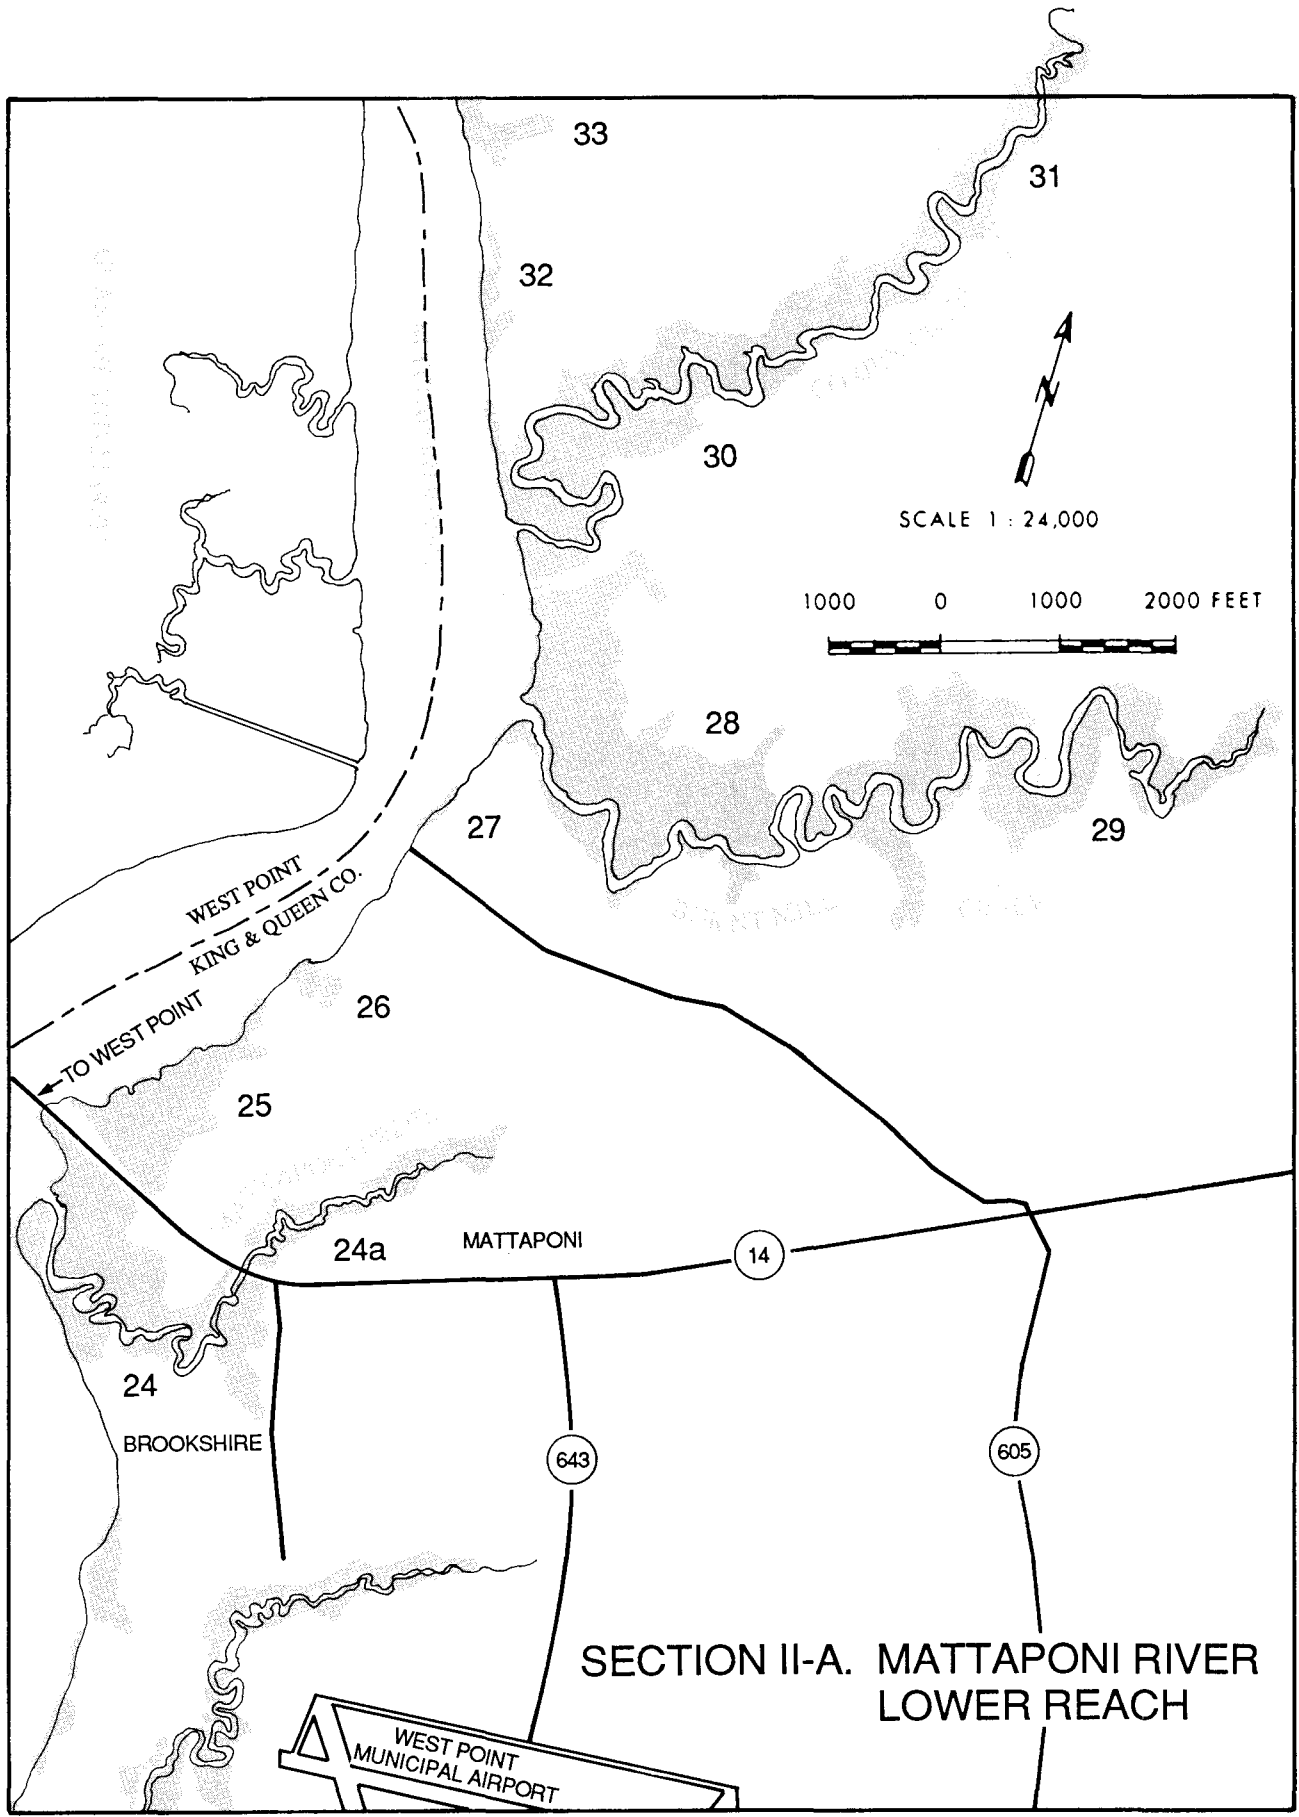 33
31
32
30
N
SCALE 1 : 24,000
1000 0 1000 2000 FEET
28
27
29
WEST POINT
KING & QUEEN CO.
26
TO WEST POINT
25
24a
MATTAPONI
14
24
BROOKSHIRE
643
605
SECTION II-A. MATTAPONI RIVER
LOWER REACH
WEST POINT
MUNICIPAL AIRPORT